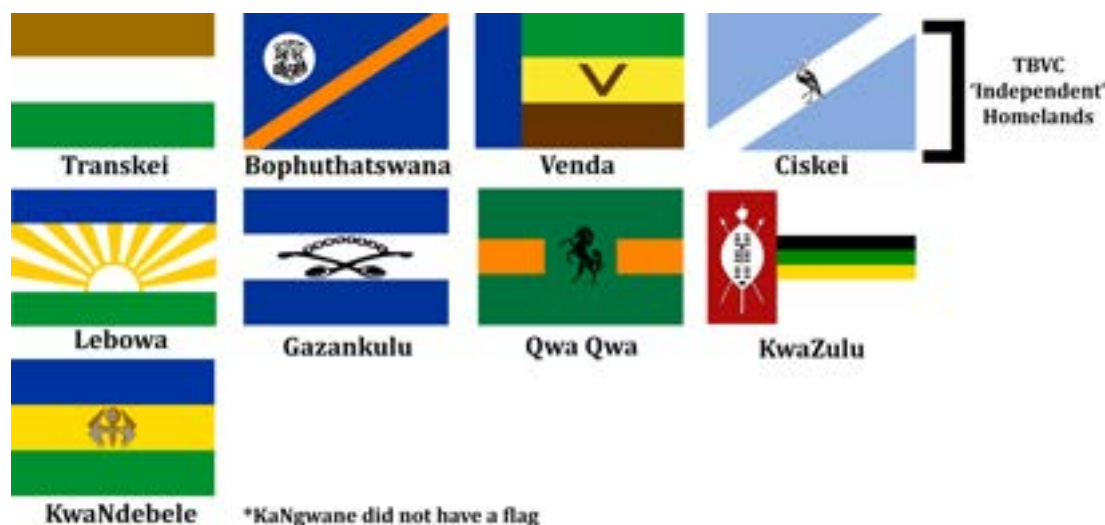 Transkei
Bophuthatswana
Venda
Ciskei
TBVC
'Independent'
Homelands
Lebowa
Gazankulu
Qwa Qwa
KwaZulu
KwaNdebele
*KaNgwane did not have a flag